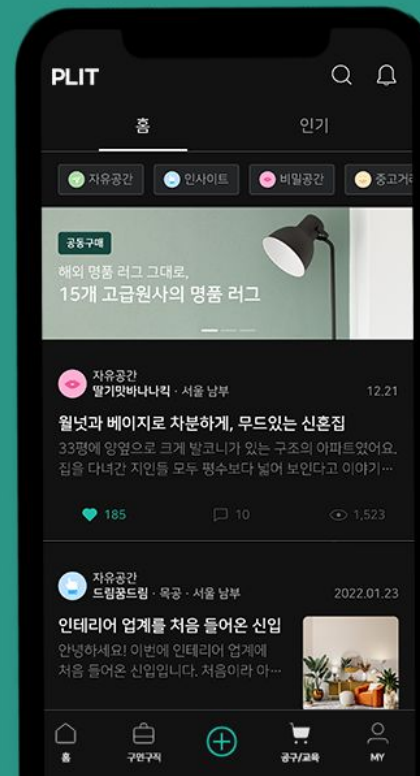 PLIT
홈
인기
자유공간
인사이트
비밀공간
중고거래
공동구매
해외 명품 러그 그대로,
15개 고급원사의 명품 러그
자유공간
딸기맛바나나킥 · 서울 남부
12.21
월넛과 베이지로 차분하게, 무드있는 신혼집
33평에 양옆으로 크게 발코니가 있는 구조의 아파트였어요.
집을 다녀간 지인들 모두 평수보다 넓어 보인다고 이야기…
185
10
1,523
자유공간
드림꿈드림 · 목공 · 서울 남부
2022.01.23
인테리어 업계를 처음 들어온 신입
안녕하세요! 이번에 인테리어 업계에
처음 들어온 신입입니다. 처음이라 아…
홈
구인구직
공구/교육
MY